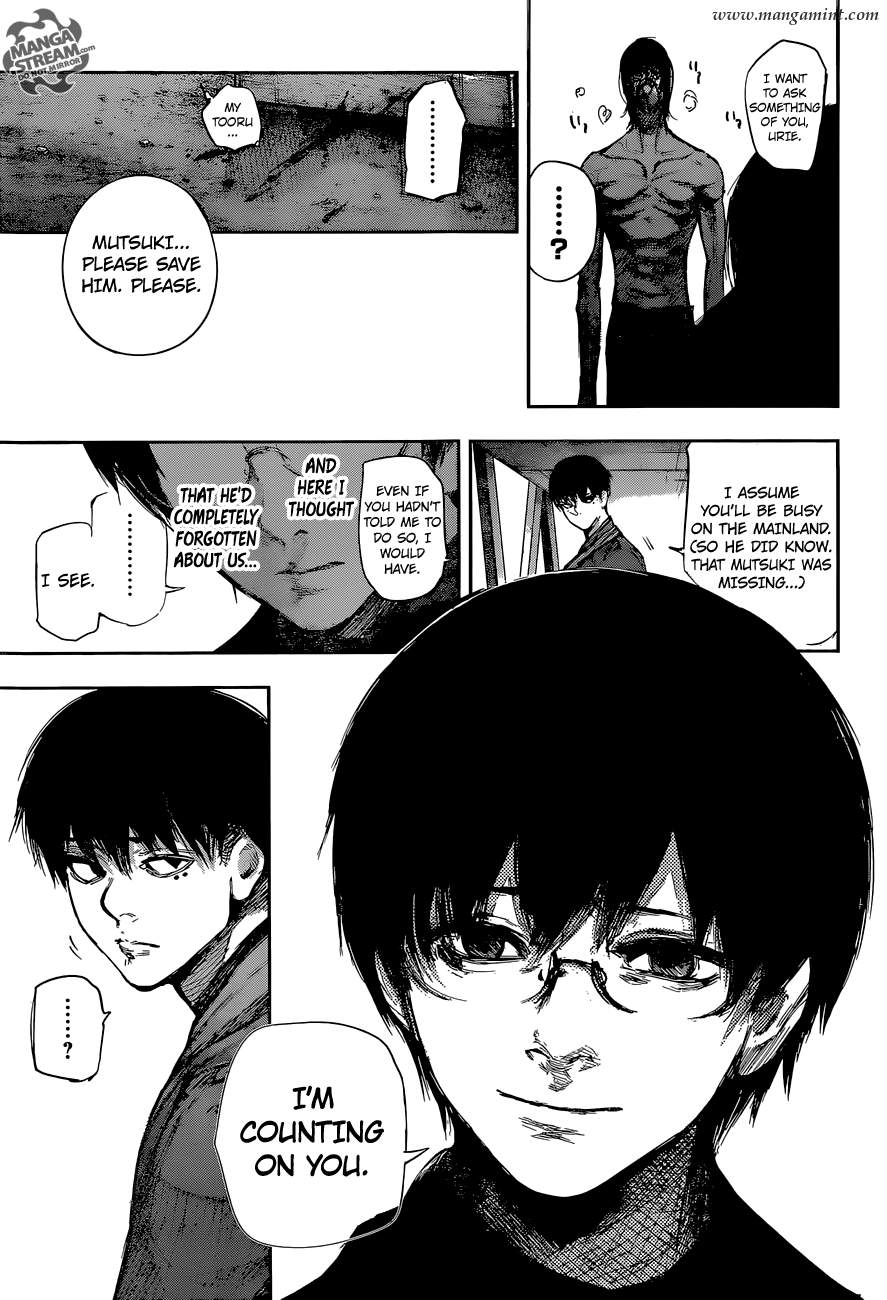 www.mangamint.com
MANGA
STREAM.COM
DO NOT MIRROR
I WANT
TO ASK
SOMETHING
OF YOU,
URIE.
........?
........
MY
TOORU
...
MUTSUKI...
PLEASE SAVE
HIM. PLEASE.
I ASSUME
YOU'LL BE BUSY
ON THE MAINLAND.
(SO HE DID KNOW.
THAT MUTSUKI WAS
MISSING...)
EVEN IF
YOU HADN'T
TOLD ME TO
DO SO, I
WOULD
HAVE.
AND
HERE I
THOUGHT
THAT HE'D
COMPLETELY
FORGOTTEN
ABOUT US...
........
I SEE.
I'M
COUNTING
ON YOU.
......?